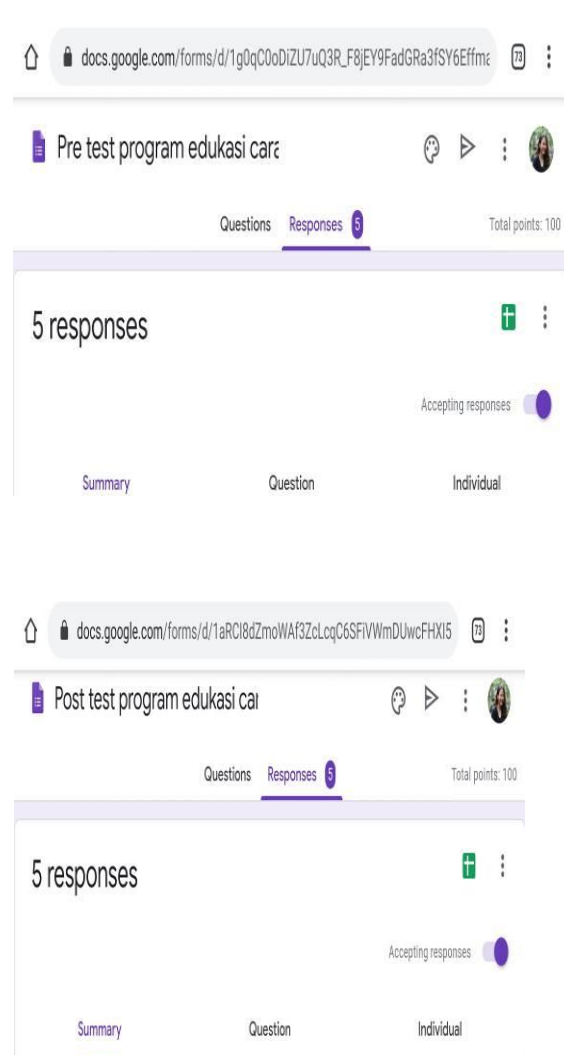 docs.google.com/forms/d/1g0qC0oDiZU7uQ3R_F8jEY9FadGRa3fSY6Effma 73
Pre test program edukasi cara
Questions Responses 5 Total points: 100
5 responses
Accepting responses
Summary Question Individual
docs.google.com/forms/d/1aRCl8dZmoWAf3ZcLcqC6SFiVWmDUwcFHXI5 73
Post test program edukasi car
Questions Responses 5 Total points: 100
5 responses
Accepting responses
Summary Question Individual